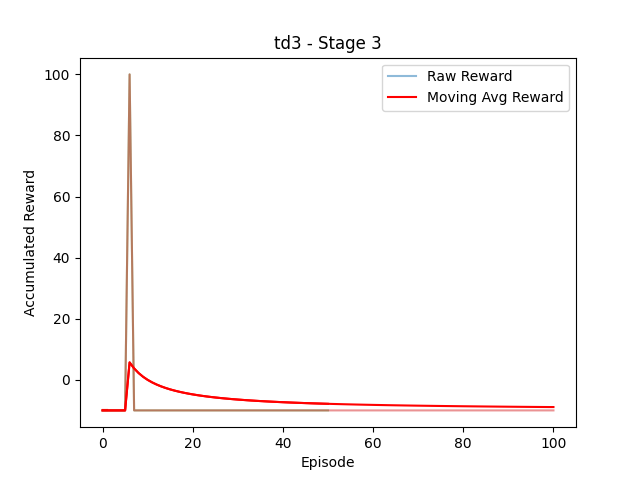 td3 - Stage 3
Raw Reward
Moving Avg Reward
Accumulated Reward
100
80
60
40
20
0
0 20 40 60 80 100
Episode